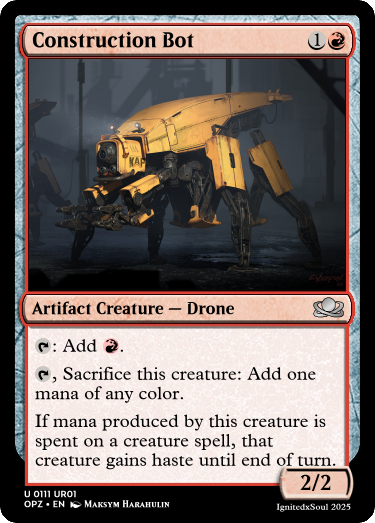 Construction Bot 1
Artifact Creature — Drone
: Add .
, Sacrifice this creature: Add one
mana of any color.
If mana produced by this creature is
spent on a creature spell, that
creature gains haste until end of turn.
2/2
U 0111 UR01
OPZ • EN Maksym Harahulin
IgnitedxSoul 2025